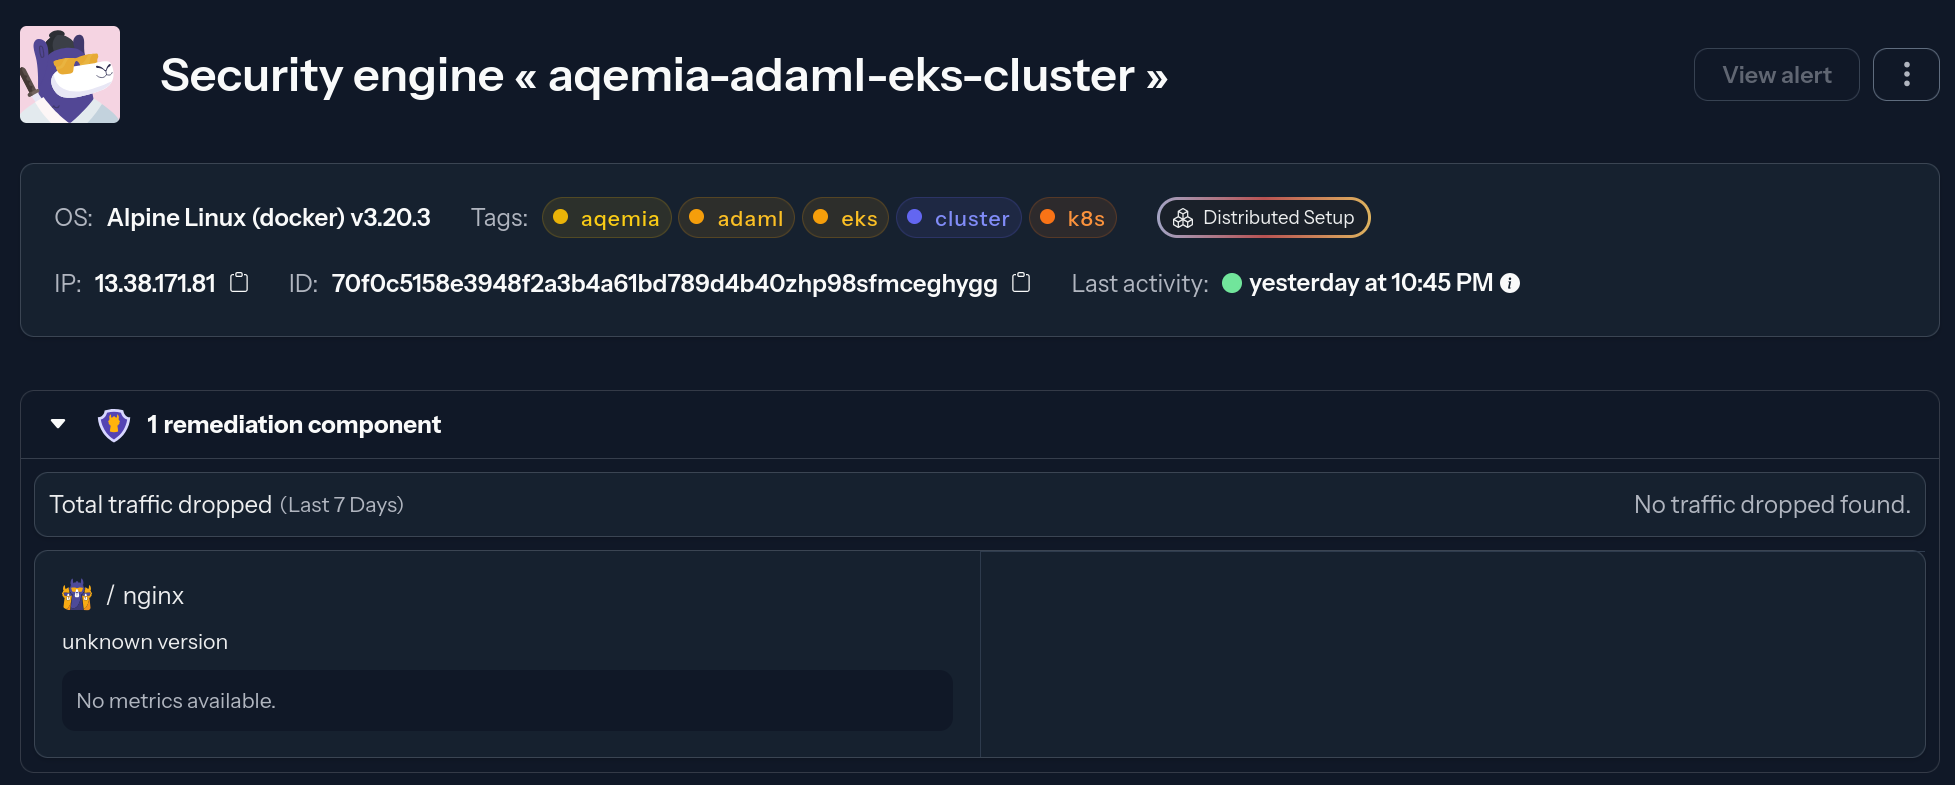 Security engine « aqemia-adaml-eks-cluster »
View alert
OS: Alpine Linux (docker) v3.20.3 Tags: aqemia adaml eks cluster k8s Distributed Setup
IP: 13.38.171.81 ID: 70f0c5158e3948f2a3b4a61bd789d4b40zhp98sfmceghygg Last activity: yesterday at 10:45 PM
1 remediation component
Total traffic dropped (Last 7 Days) No traffic dropped found.
/ nginx
unknown version
No metrics available.